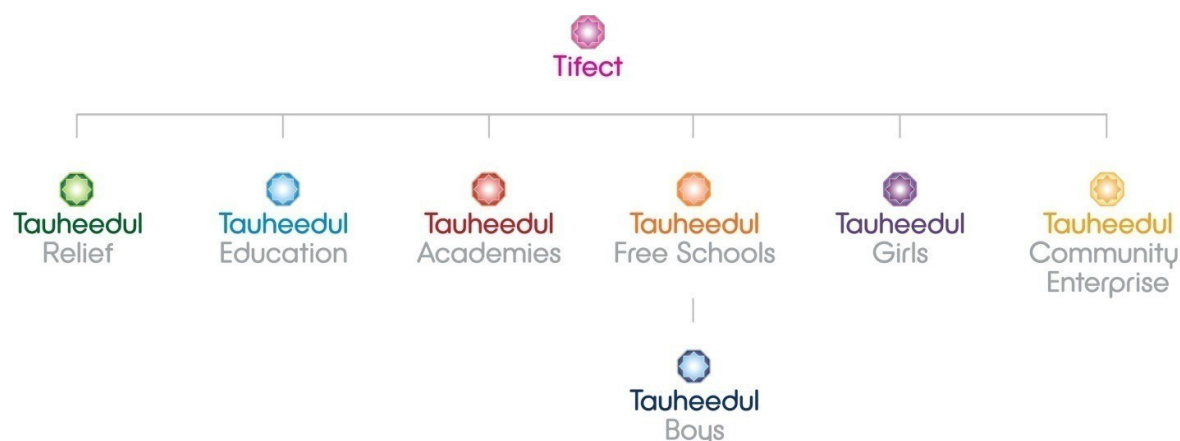 Tifect
Tauheedul
Relief
Tauheedul
Education
Tauheedul
Academies
Tauheedul
Free Schools
Tauheedul
Girls
Tauheedul
Community
Enterprise
Tauheedul
Boys